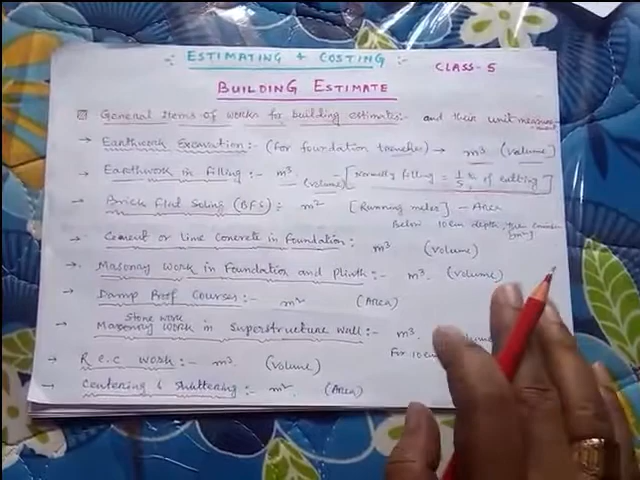 -: ESTIMATING & COSTING :-
CLASS-5
BUILDING ESTIMATE
General Items of works for building estimates:- and their unit measurement
→ Earthwork Excavation:- (For foundation trenches) → m³ (volume)
→ Earthwork in filling:- m³ (volume) [Normally filling = 1/5 th of cutting]
→ Brick Flat Soling (BFS): m² [Running meter] - Area
Below 10cm depth, then
→ Cement or Lime Concrete in Foundation: m³ (Volume)
→ Masonry Work in Foundation and plinth:- m³. (volume)
→ Damp Proof Courses:- m² (Area)
Stone work
→ Masonry work in Superstructure Wall:- m³.
For 10cm
→ R.C.C work:- m³. (volume)
→ Centering & Shuttering:- m². (Area)